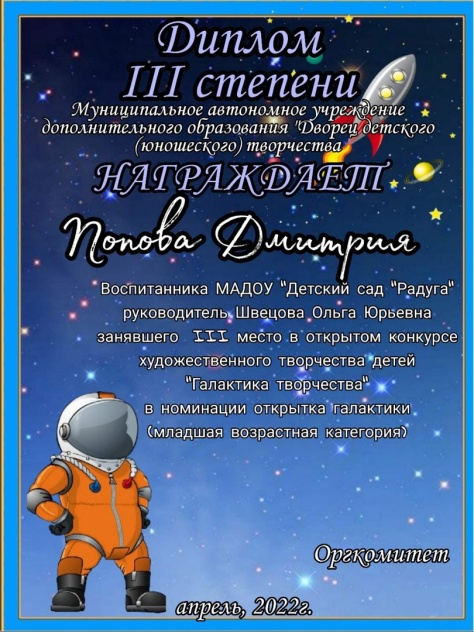 Диплом
III степени
Муниципальное автономное учреждение
дополнительного образования "Дворец детского
(юношеского) творчества
НАГРАЖДАЕТ
Попова Дмитрия
Воспитанника МАДОУ "Детский сад "Радуга"
руководитель Швецова Ольга Юрьевна
занявшего III место в открытом конкурсе
художественного творчества детей
"Галактика творчества"
в номинации открытка галактики
(младшая возрастная категория)
Оргкомитет
апрель, 2022г.